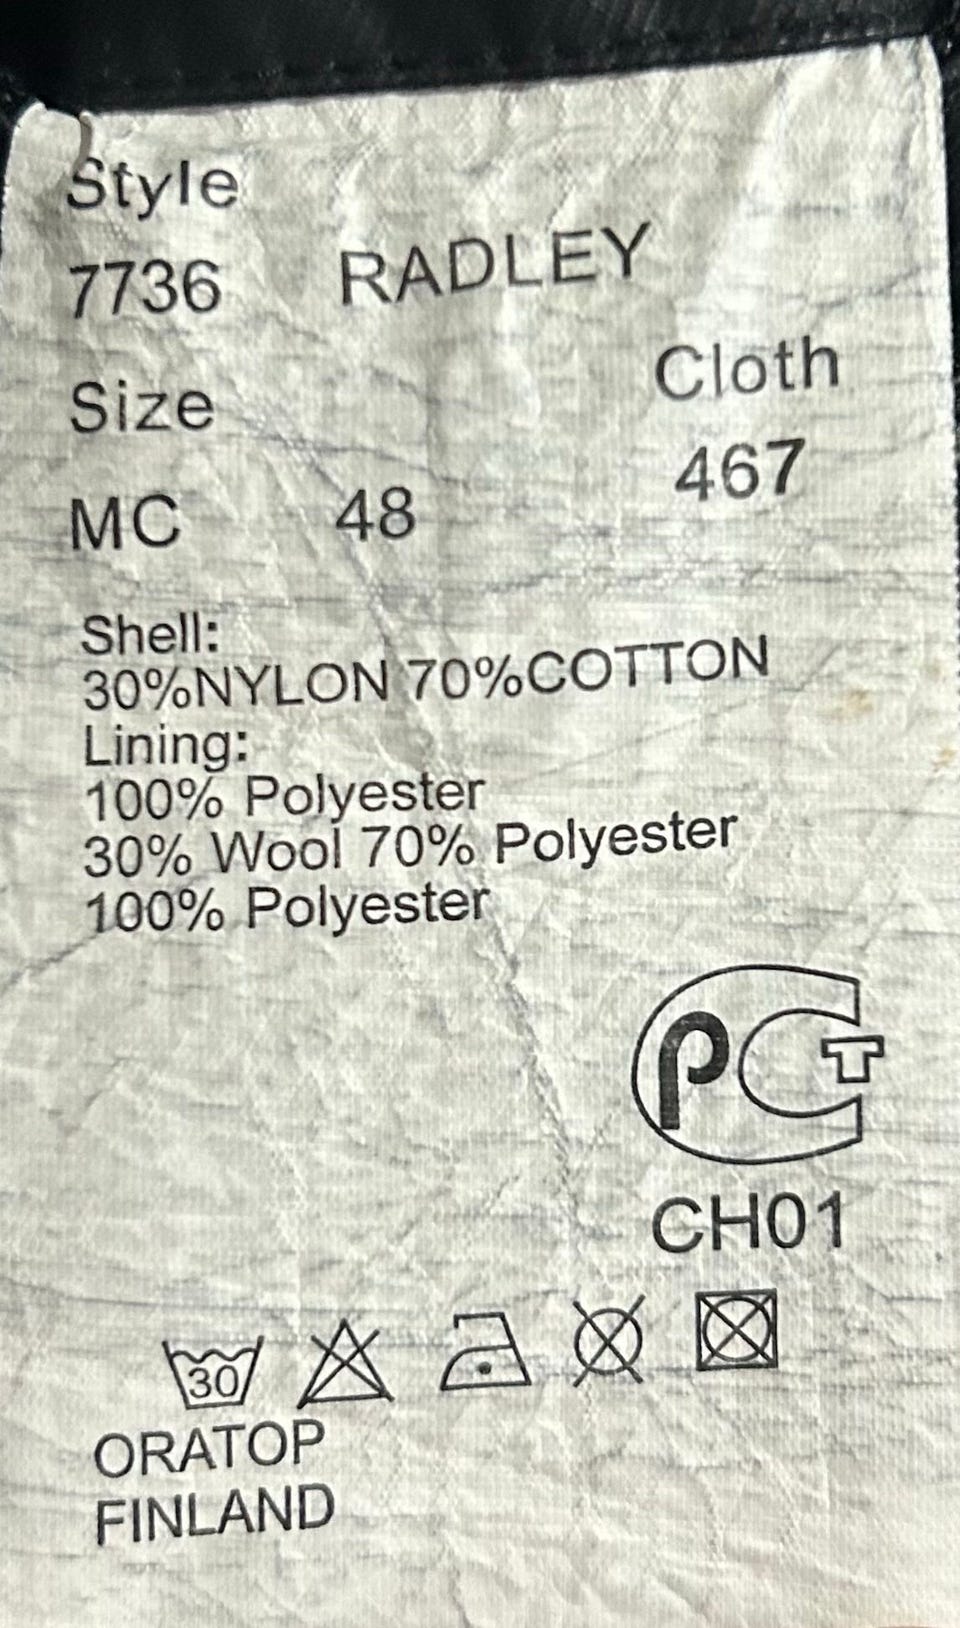 Style
7736 RADLEY
Size Cloth
MC 48 467
Shell:
30%NYLON 70%COTTON
Lining:
100% Polyester
30% Wool 70% Polyester
100% Polyester
РСТ
CH01
30
ORATOP
FINLAND